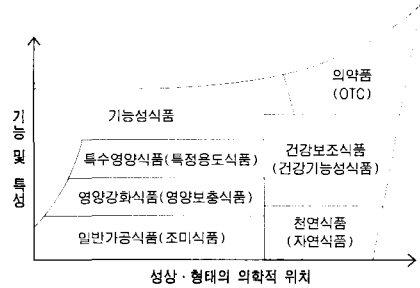 의약품
(OTC)
기능성식품
기능 및 특성
특수영양식품(특정용도식품)
건강보조식품
(건강기능성식품)
영양강화식품(영양보충식품)
일반가공식품(조미식품)
천연식품
(자연식품)
성상·형태의 의학적 위치